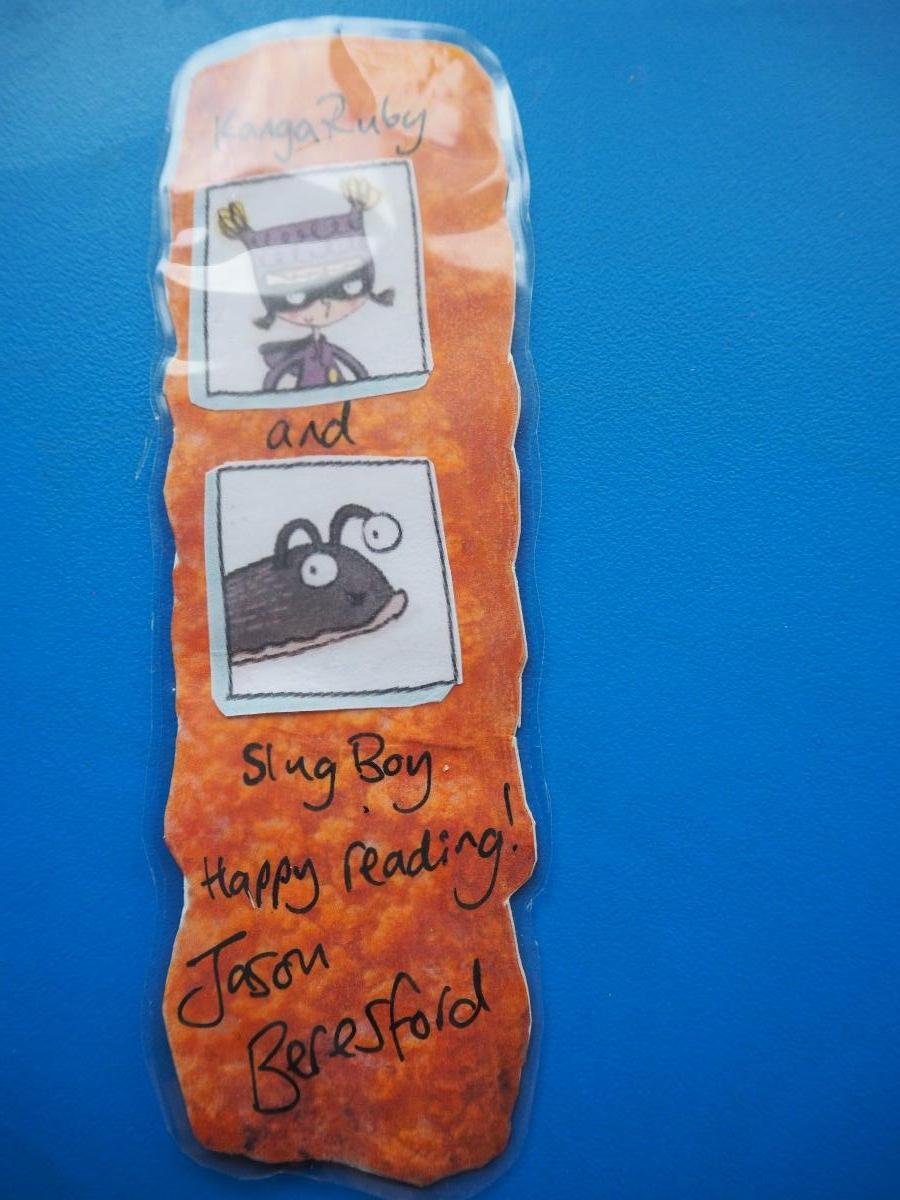 KangaRuby
and
Slug Boy
Happy reading!
Jason
Beresford